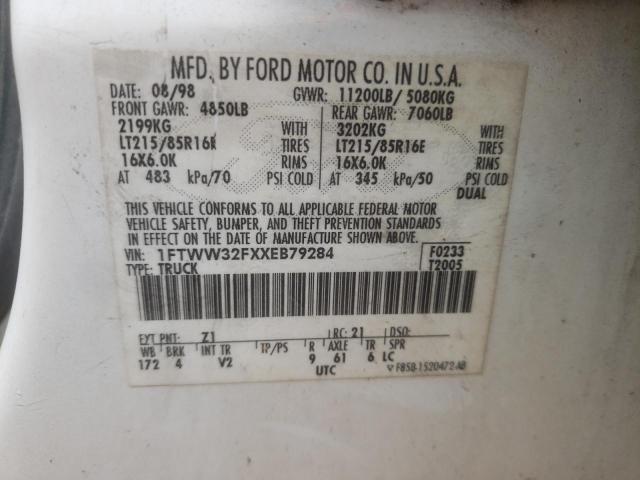 MFD. BY FORD MOTOR CO. IN U.S.A.
DATE: 08/98 GVWR: 11200LB/ 5080KG
FRONT GAWR: 4850LB REAR GAWR: 7060LB
2199KG WITH 3202KG WITH
LT215/85R16E TIRES LT215/85R16E TIRES
16X6.0K RIMS 16X6.0K RIMS
AT 483 kPa/70 PSI COLD AT 345 kPa/50 PSI COLD
DUAL
THIS VEHICLE CONFORMS TO ALL APPLICABLE FEDERAL MOTOR
VEHICLE SAFETY, BUMPER, AND THEFT PREVENTION STANDARDS
IN EFFECT ON THE DATE OF MANUFACTURE SHOWN ABOVE.
VIN: 1FTWW32FXXEB79284 F0233
TYPE: TRUCK T2005
EXT PNT: Z1 RC: 21 DSO:
WB BRK INT TR TP/PS R AXLE TR SPR
172 4 V2 9 61 6 LC
UTC F85B-1520472-AB